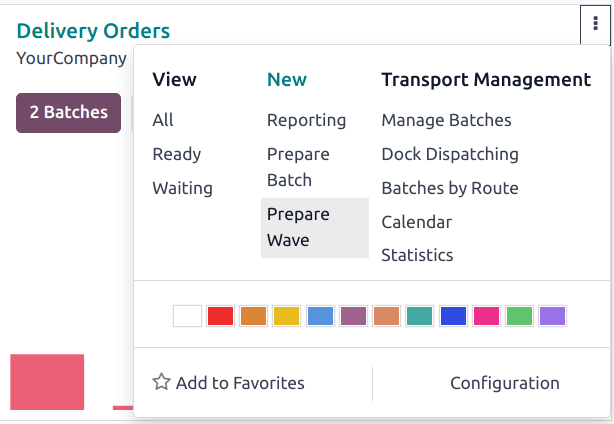 Delivery Orders
YourCompany
2 Batches
View
All
Ready
Waiting
New
Reporting
Prepare
Batch
Prepare
Wave
Transport Management
Manage Batches
Dock Dispatching
Batches by Route
Calendar
Statistics
Add to Favorites
Configuration